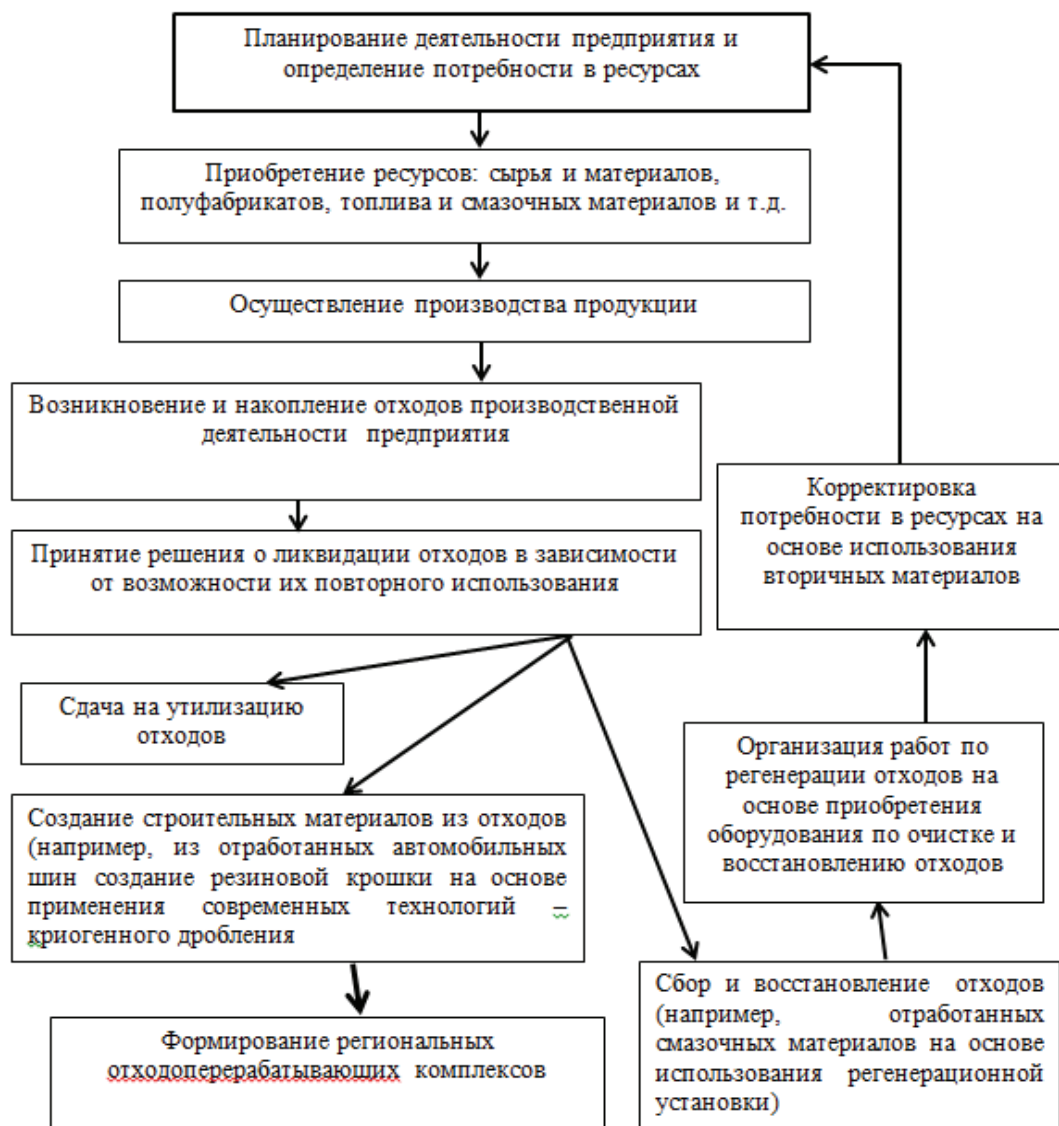 Планирование деятельности предприятия и
определение потребности в ресурсах
Приобретение ресурсов: сырья и материалов,
полуфабрикатов, топлива и смазочных материалов и т.д.
Осуществление производства продукции
Возникновение и накопление отходов производственной
деятельности предприятия
Принятие решения о ликвидации отходов в зависимости
от возможности их повторного использования
Сдача на утилизацию
отходов
Создание строительных материалов из отходов
(например, из отработанных автомобильных
шин создание резиновой крошки на основе
применения современных технологий –
криогенного дробления
Формирование региональных
отходоперерабатывающих комплексов
Сбор и восстановление отходов
(например, отработанных
смазочных материалов на основе
использования регенерационной
установки)
Организация работ по
регенерации отходов на
основе приобретения
оборудования по очистке и
восстановлению отходов
Корректировка
потребности в ресурсах на
основе использования
вторичных материалов